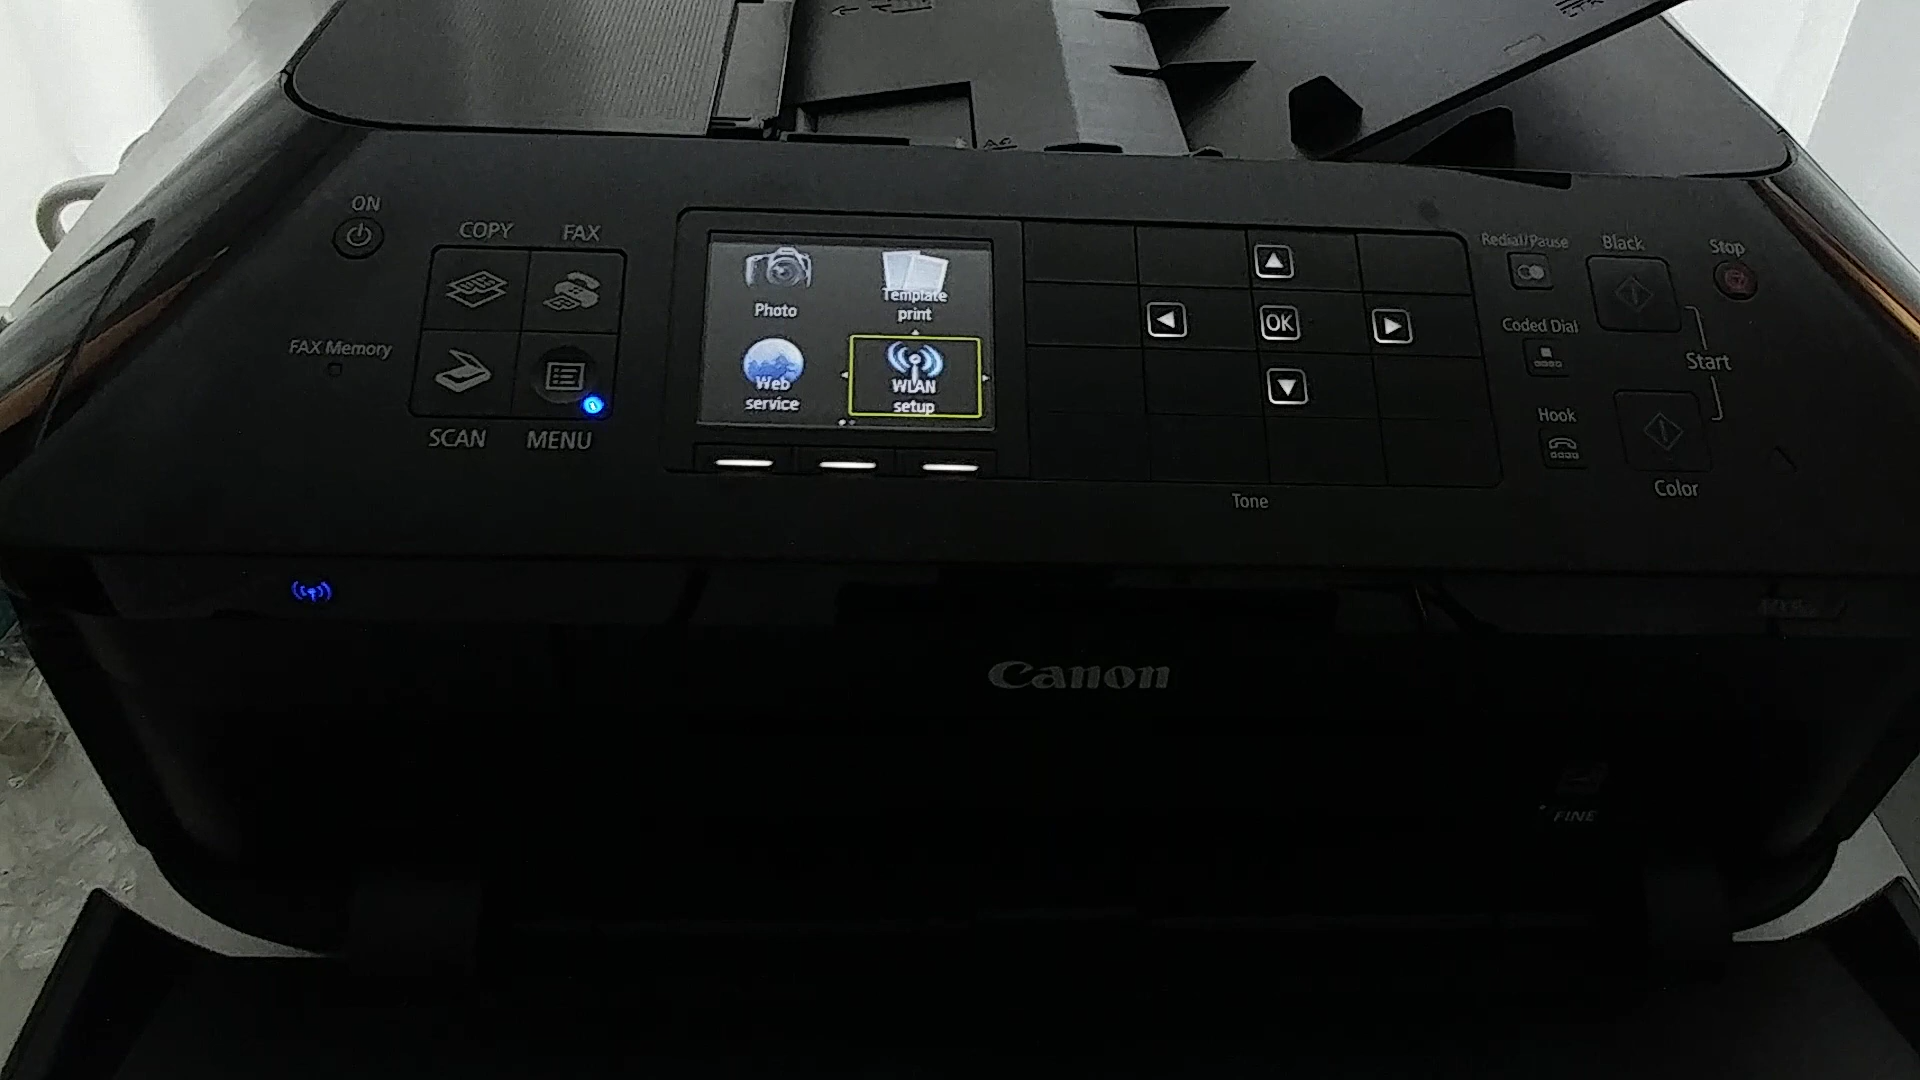 ON
COPY
FAX
FAX Memory
SCAN
MENU
Photo
Template
print
Web
service
WLAN
setup
OK
Tone
Redial/Pause
Black
Stop
Coded Dial
Start
Hook
Color
Canon
FINE